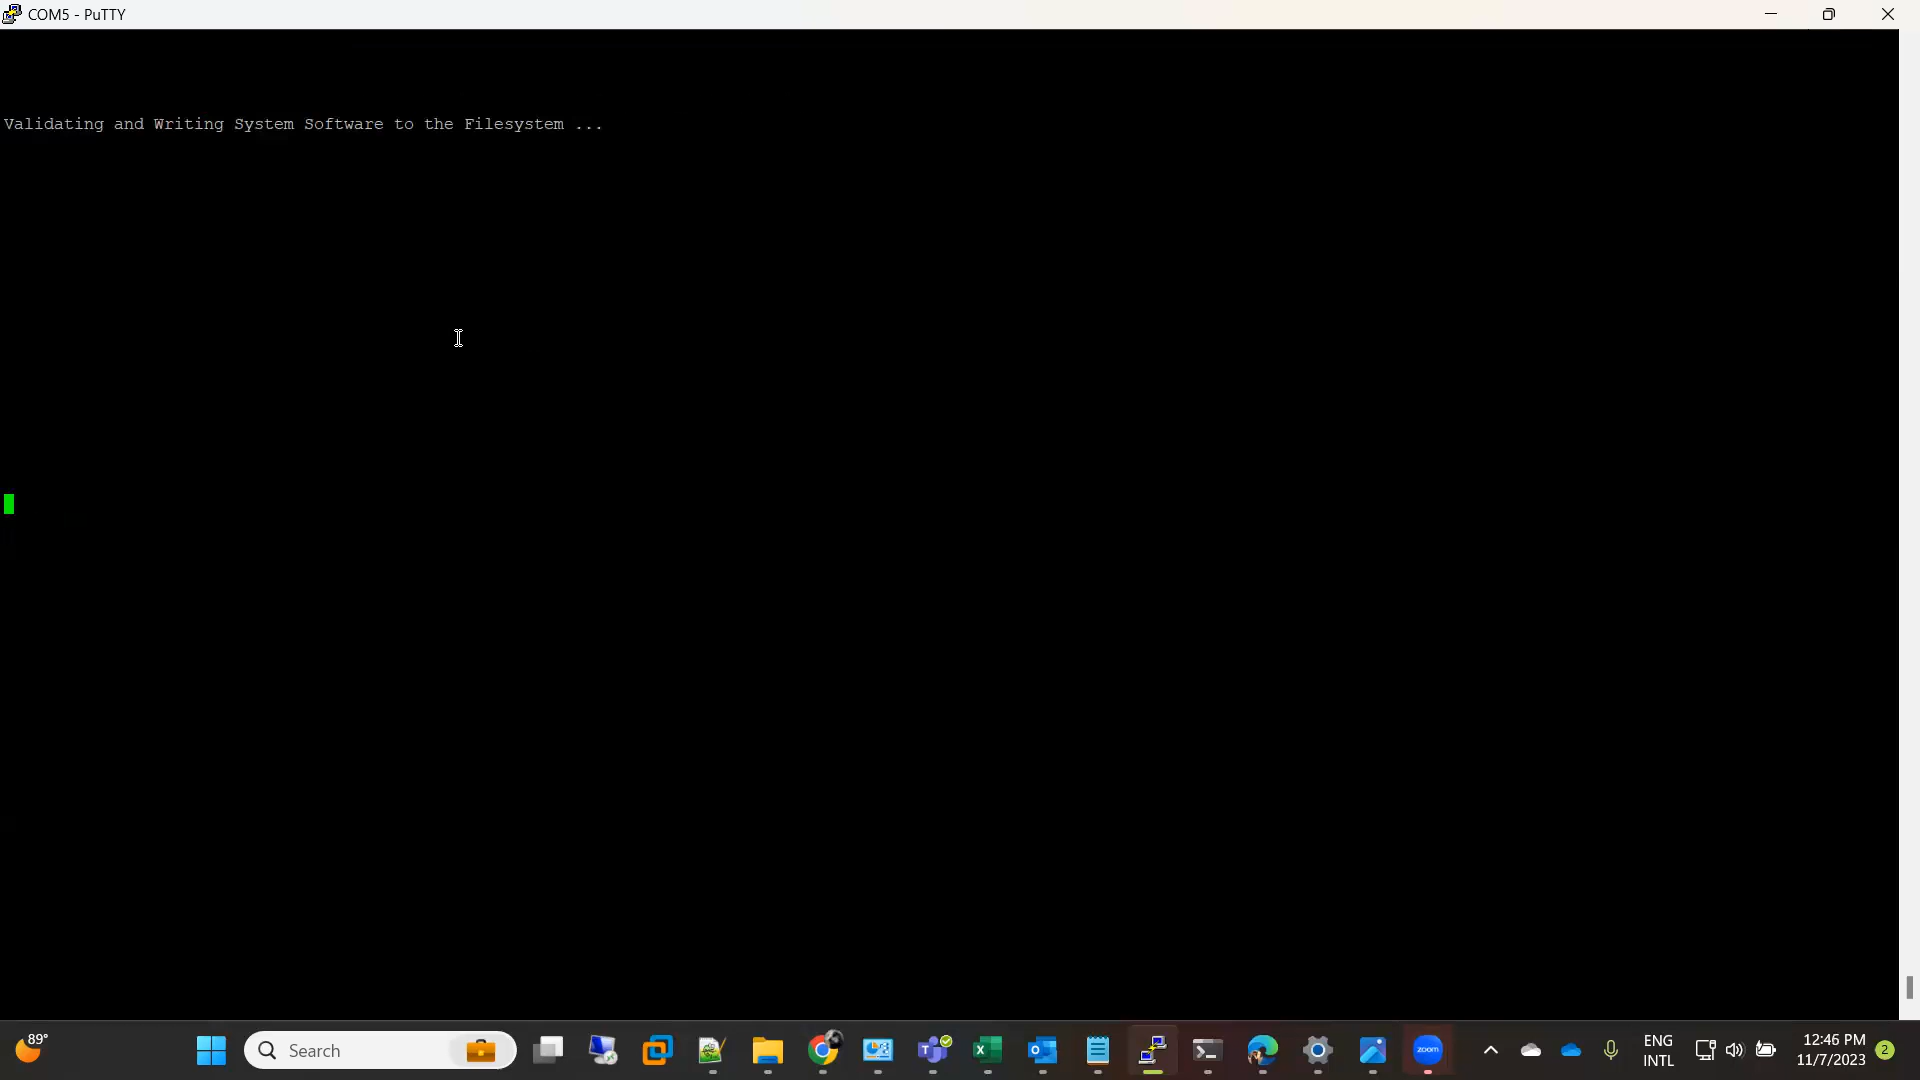 COM5 - PuTTY
Validating and Writing System Software to the Filesystem ...
89°
Search
zoom
ENG
INTL
12:46 PM
11/7/2023
2